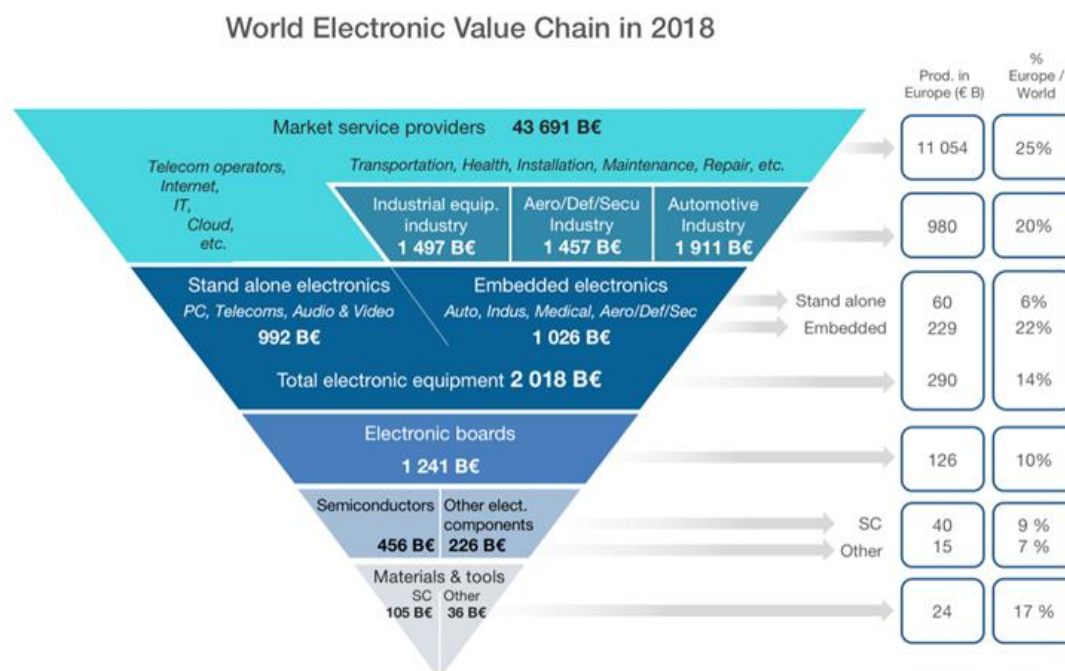 World Electronic Value Chain in 2018
Prod. in
Europe (€ B)
%
Europe /
World
Market service providers 43 691 B€
11 054
25%
Telecom operators,
Internet,
IT,
Cloud,
etc.
Transportation, Health, Installation, Maintenance, Repair, etc.
Industrial equip.
industry
1 497 B€
Aero/Def/Secu
Industry
1 457 B€
Automotive
Industry
1 911 B€
980
20%
Stand alone electronics
PC, Telecoms, Audio & Video
992 B€
Embedded electronics
Auto, Indus, Medical, Aero/Def/Sec
1 026 B€
Stand alone
60
6%
Embedded
229
22%
Total electronic equipment 2 018 B€
290
14%
Electronic boards
1 241 B€
126
10%
Semiconductors
456 B€
Other elect.
components
226 B€
SC
40
9 %
Other
15
7 %
Materials & tools
SC
105 B€
Other
36 B€
24
17 %